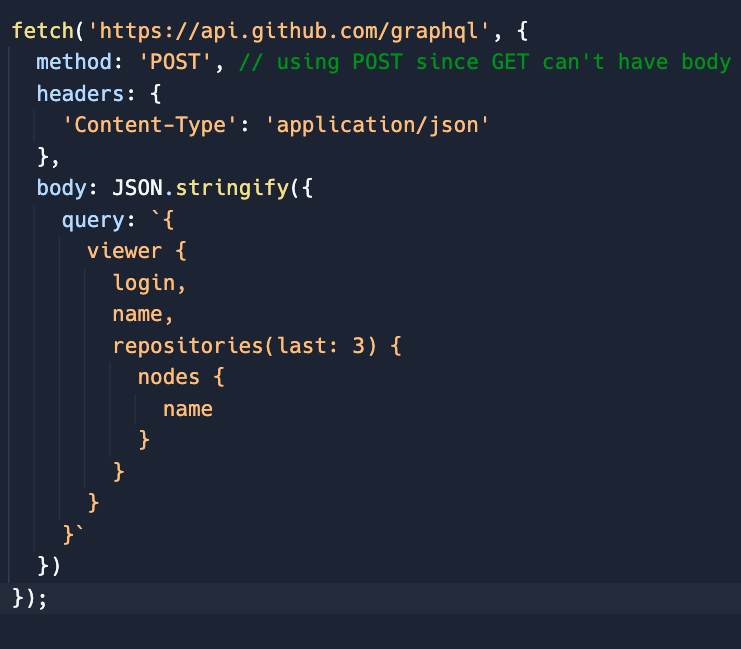 fetch('https://api.github.com/graphql', {
  method: 'POST', // using POST since GET can't have body
  headers: {
    'Content-Type': 'application/json'
  },
  body: JSON.stringify({
    query: `{
      viewer {
        login,
        name,
        repositories(last: 3) {
          nodes {
            name
          }
        }
      }
    }`
  })
});